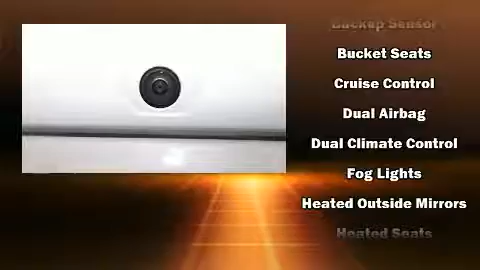 Backup Sensor
Bucket Seats
Cruise Control
Dual Airbag
Dual Climate Control
Fog Lights
Heated Outside Mirrors
Heated Seats